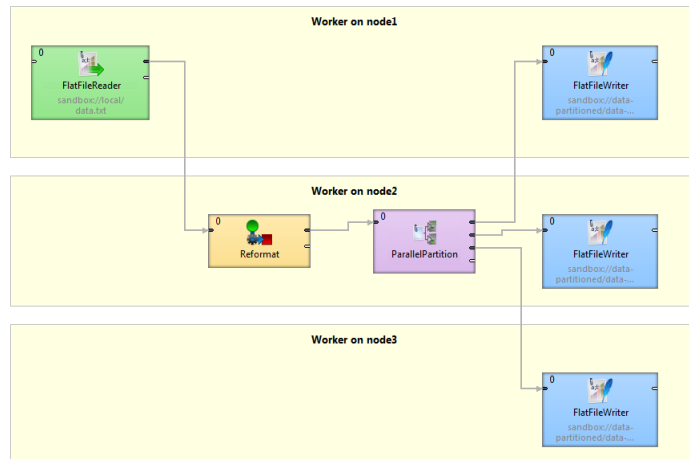 Worker on node1
0
FlatFileReader
sandbox://local/
data.txt
0
FlatFileWriter
sandbox://data-
partitioned/data-...
Worker on node2
0
Reformat
0
ParallelPartition
0
FlatFileWriter
sandbox://data-
partitioned/data-...
Worker on node3
0
FlatFileWriter
sandbox://data-
partitioned/data-...